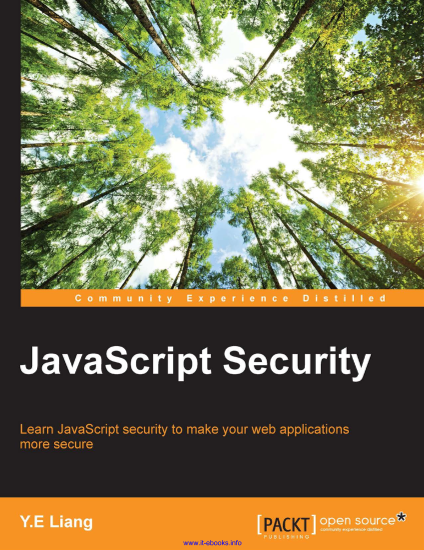 Community Experience Distilled
JavaScript Security
Learn JavaScript security to make your web applications
more secure
Y.E Liang
[PACKT] open source*
PUBLISHING community experience distilled
www.it-ebooks.info